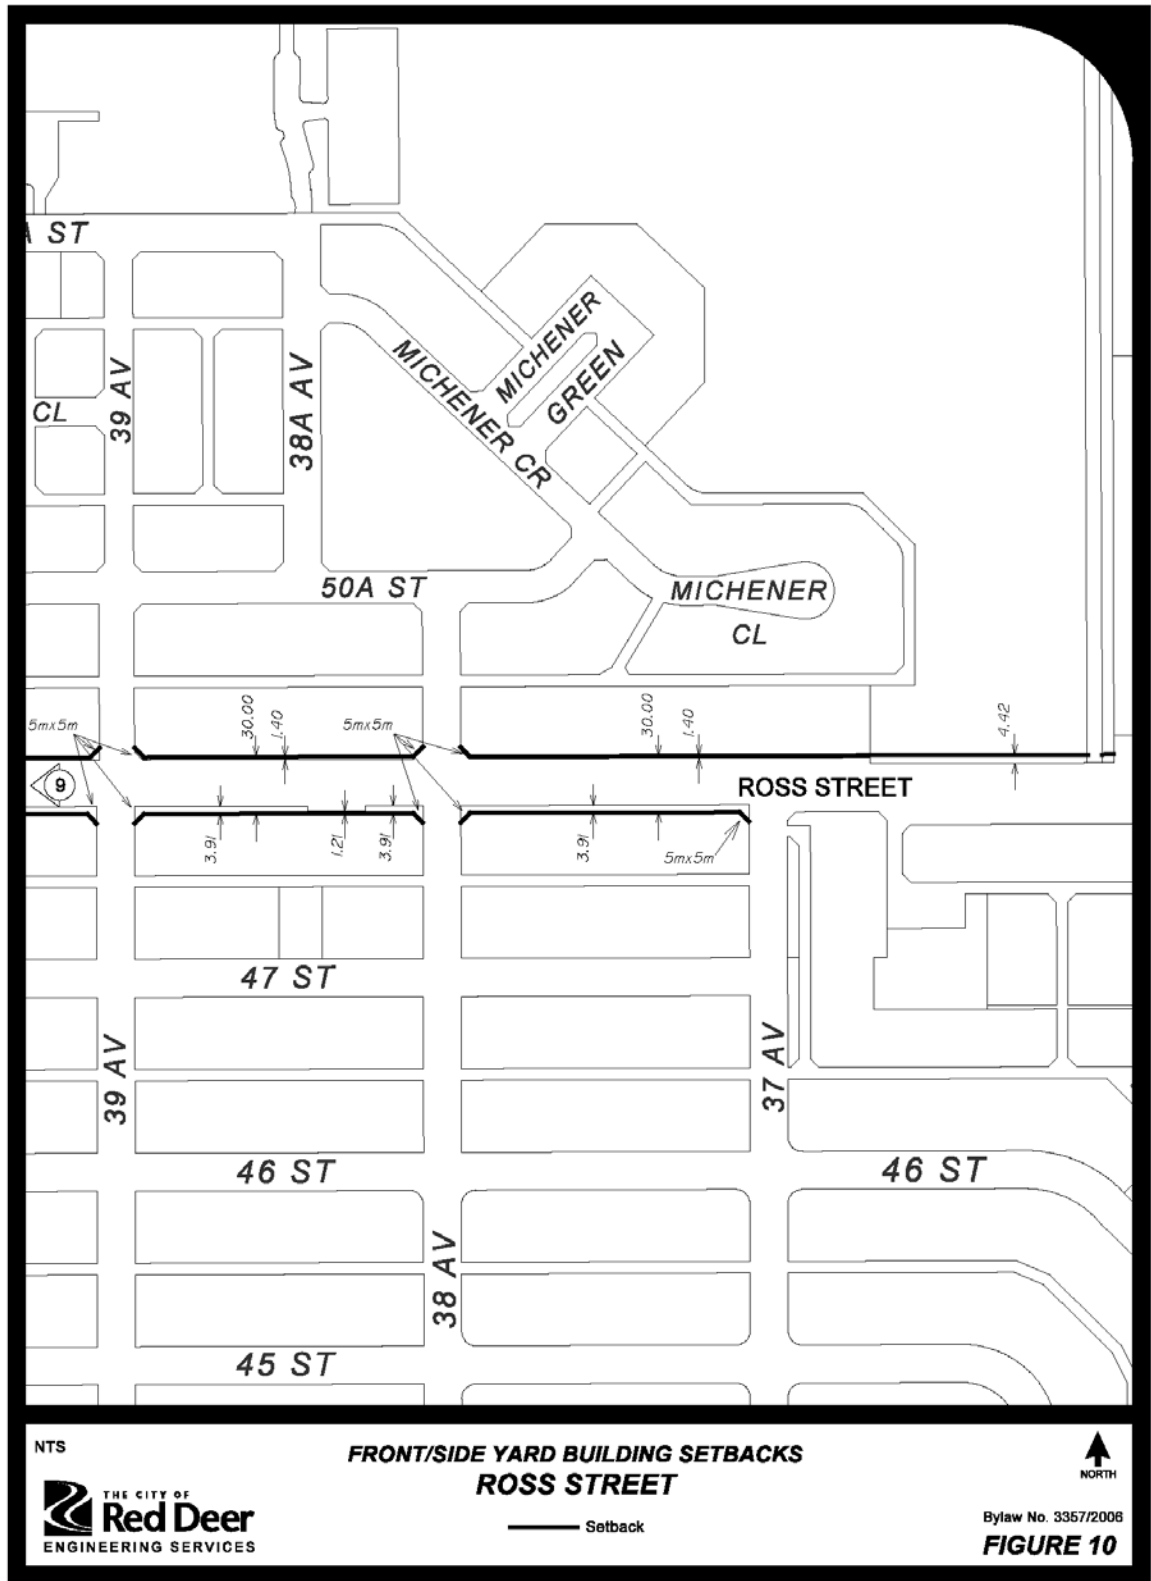 A ST
MICHENER
GREEN
MICHENER CR
39 AV
38A AV
CL
50A ST
MICHENER
CL
30.00
1.40
30.00
1.40
4.42
5mx5m
5mx5m
9
ROSS STREET
3.91
1.21
3.91
3.91
5mx5m
47 ST
39 AV
37 AV
46 ST
46 ST
38 AV
45 ST
NTS
FRONT/SIDE YARD BUILDING SETBACKS
ROSS STREET
Setback
THE CITY OF
Red Deer
ENGINEERING SERVICES
NORTH
Bylaw No. 3357/2006
FIGURE 10